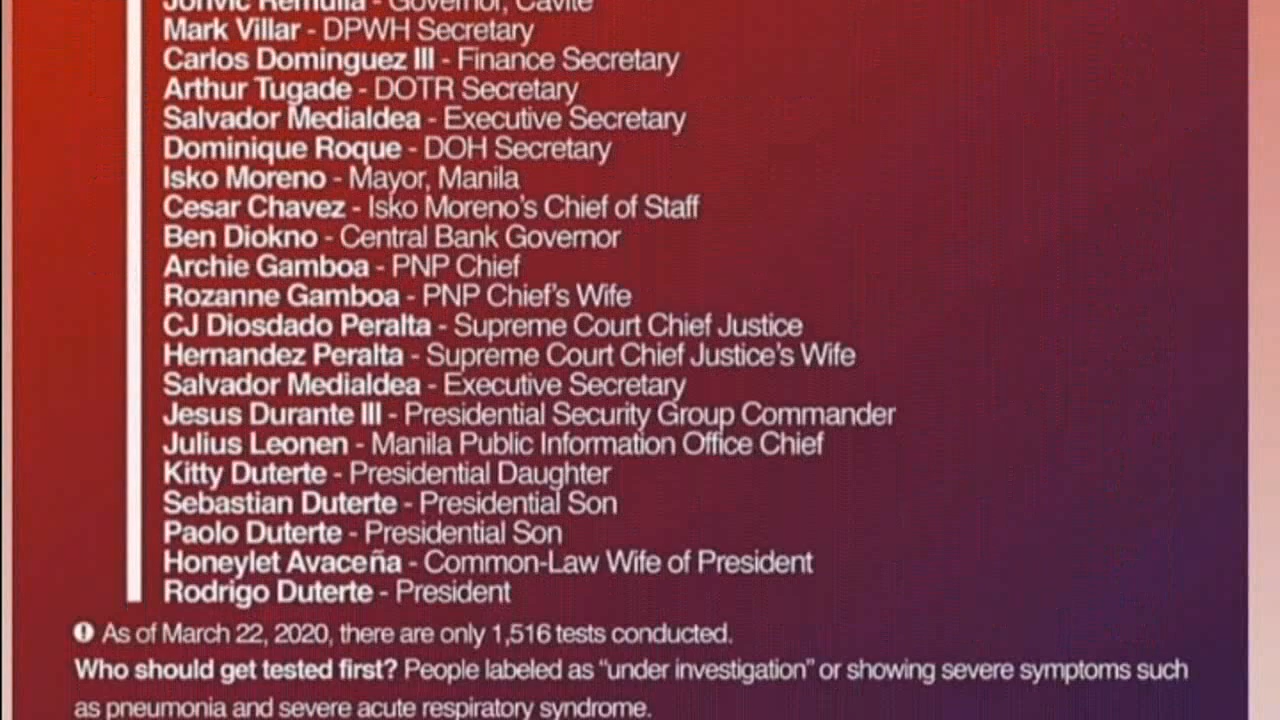 Jonvic Remulla - Governor, Cavite
Mark Villar - DPWH Secretary
Carlos Dominguez III - Finance Secretary
Arthur Tugade - DOTR Secretary
Salvador Medialdea - Executive Secretary
Dominique Roque - DOH Secretary
Isko Moreno - Mayor, Manila
Cesar Chavez - Isko Moreno's Chief of Staff
Ben Diokno - Central Bank Governor
Archie Gamboa - PNP Chief
Rozanne Gamboa - PNP Chief's Wife
CJ Diosdado Peralta - Supreme Court Chief Justice
Hernandez Peralta - Supreme Court Chief Justice's Wife
Salvador Medialdea - Executive Secretary
Jesus Durante III - Presidential Security Group Commander
Julius Leonen - Manila Public Information Office Chief
Kitty Duterte - Presidential Daughter
Sebastian Duterte - Presidential Son
Paolo Duterte - Presidential Son
Honeylet Avaceña - Common-Law Wife of President
Rodrigo Duterte - President
As of March 22, 2020, there are only 1,516 tests conducted.
Who should get tested first? People labeled as “under investigation” or showing severe symptoms such
as pneumonia and severe acute respiratory syndrome.